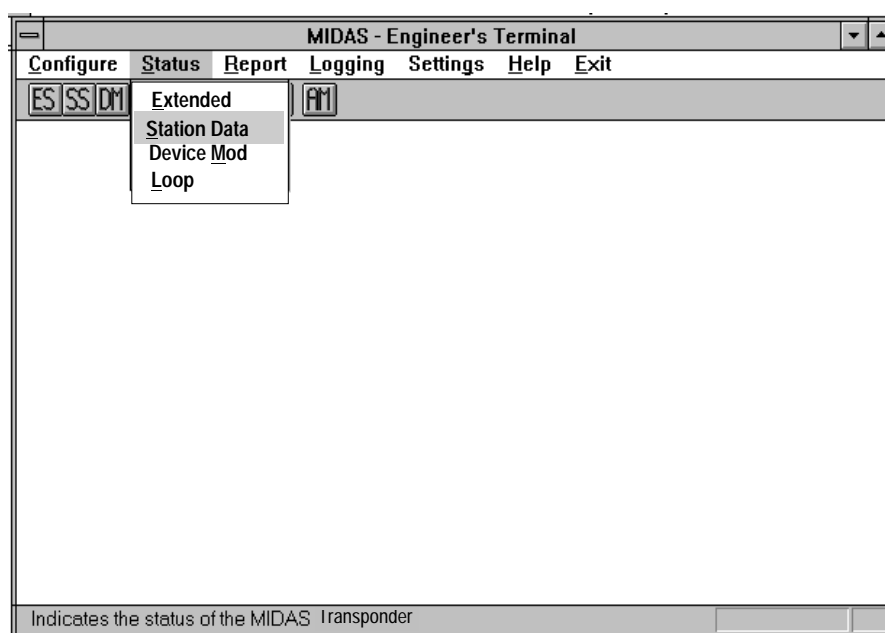 MIDAS - Engineer's Terminal
Configure Status Report Logging Settings Help Exit
ES SS DM AM
Extended
Station Data
Device Mod
Loop
Indicates the status of the MIDAS Transponder